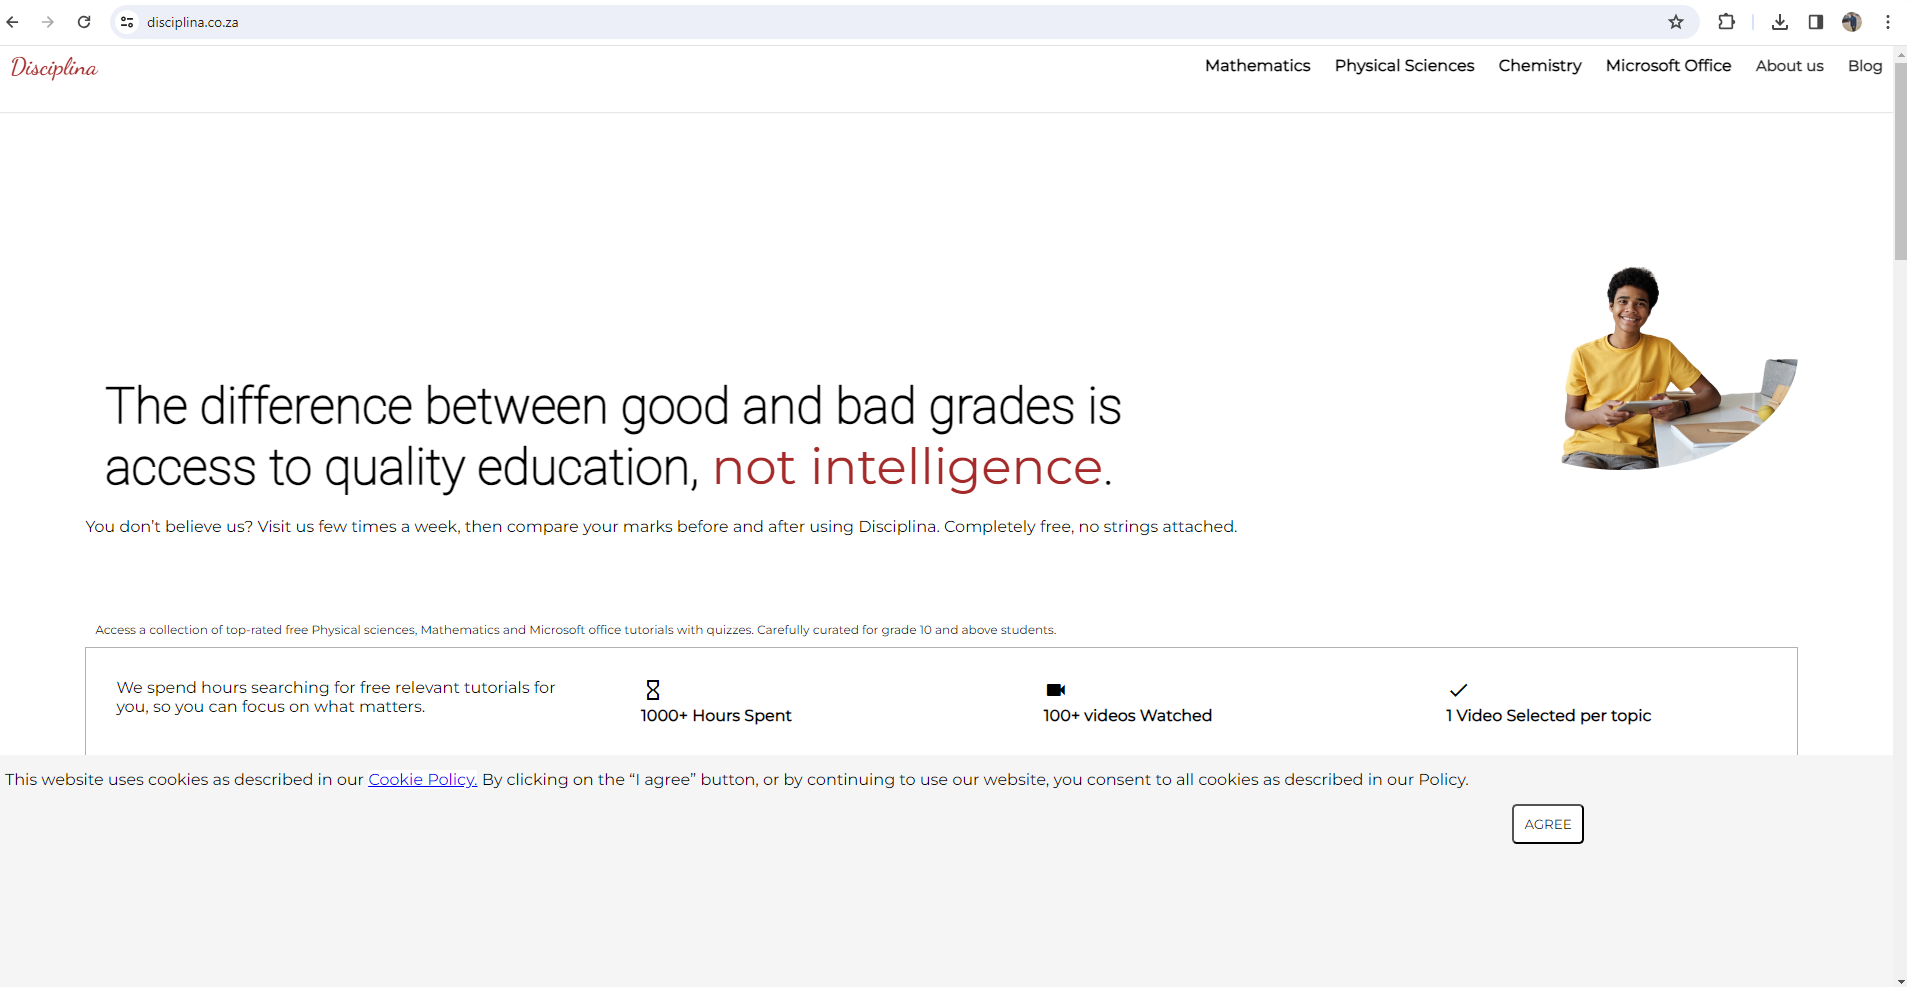 disciplina.co.za
Disciplina
Mathematics Physical Sciences Chemistry Microsoft Office About us Blog
The difference between good and bad grades is
access to quality education, not intelligence.
You don’t believe us? Visit us few times a week, then compare your marks before and after using Disciplina. Completely free, no strings attached.
Access a collection of top-rated free Physical sciences, Mathematics and Microsoft office tutorials with quizzes. Carefully curated for grade 10 and above students.
We spend hours searching for free relevant tutorials for
you, so you can focus on what matters.
1000+ Hours Spent
100+ videos Watched
1 Video Selected per topic
This website uses cookies as described in our Cookie Policy. By clicking on the “I agree” button, or by continuing to use our website, you consent to all cookies as described in our Policy.
AGREE